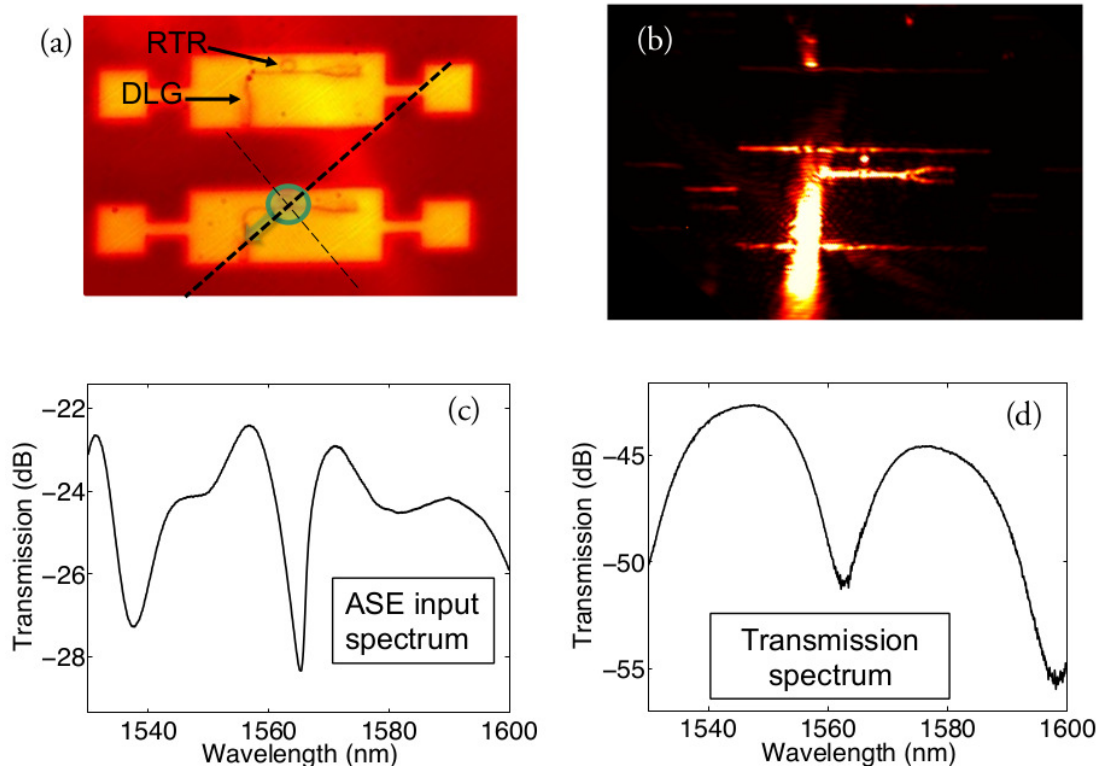 (a)
RTR
DLG
(b)
(c)
−22
−24
−26
−28
Transmission (dB)
ASE input
spectrum
1540
1560
1580
1600
Wavelength (nm)
(d)
−45
−50
−55
Transmission (dB)
Transmission
spectrum
1540
1560
1580
1600
Wavelength (nm)